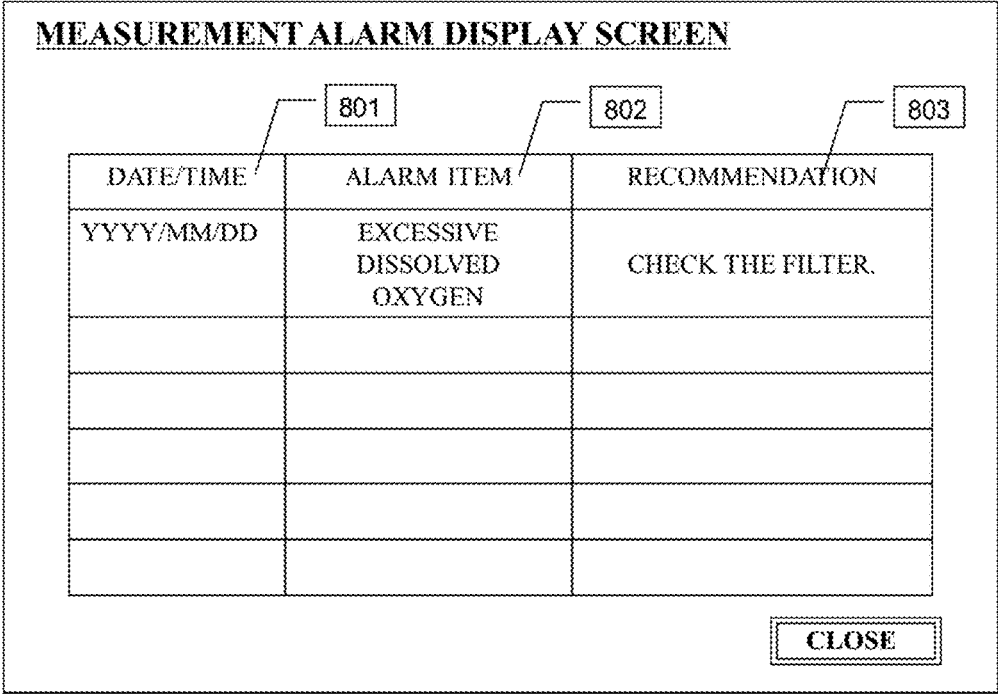 MEASUREMENT ALARM DISPLAY SCREEN
801
802
803
DATE/TIME
ALARM ITEM
RECOMMENDATION
YYYY/MM/DD
EXCESSIVE
DISSOLVED
OXYGEN
CHECK THE FILTER.
CLOSE